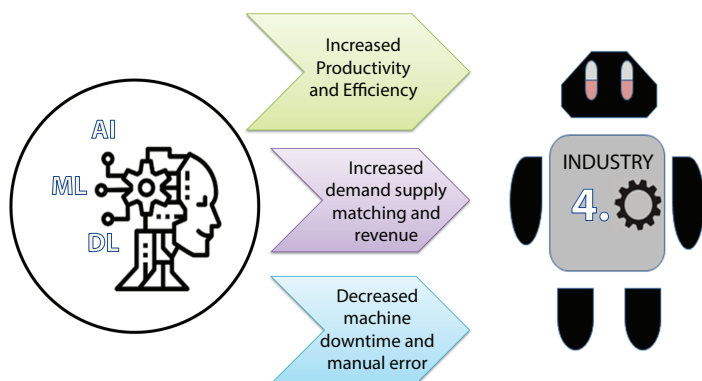 AI
ML
DL
Increased
Productivity
and Efficiency
Increased
demand supply
matching and
revenue
Decreased
machine
downtime and
manual error
INDUSTRY
4.